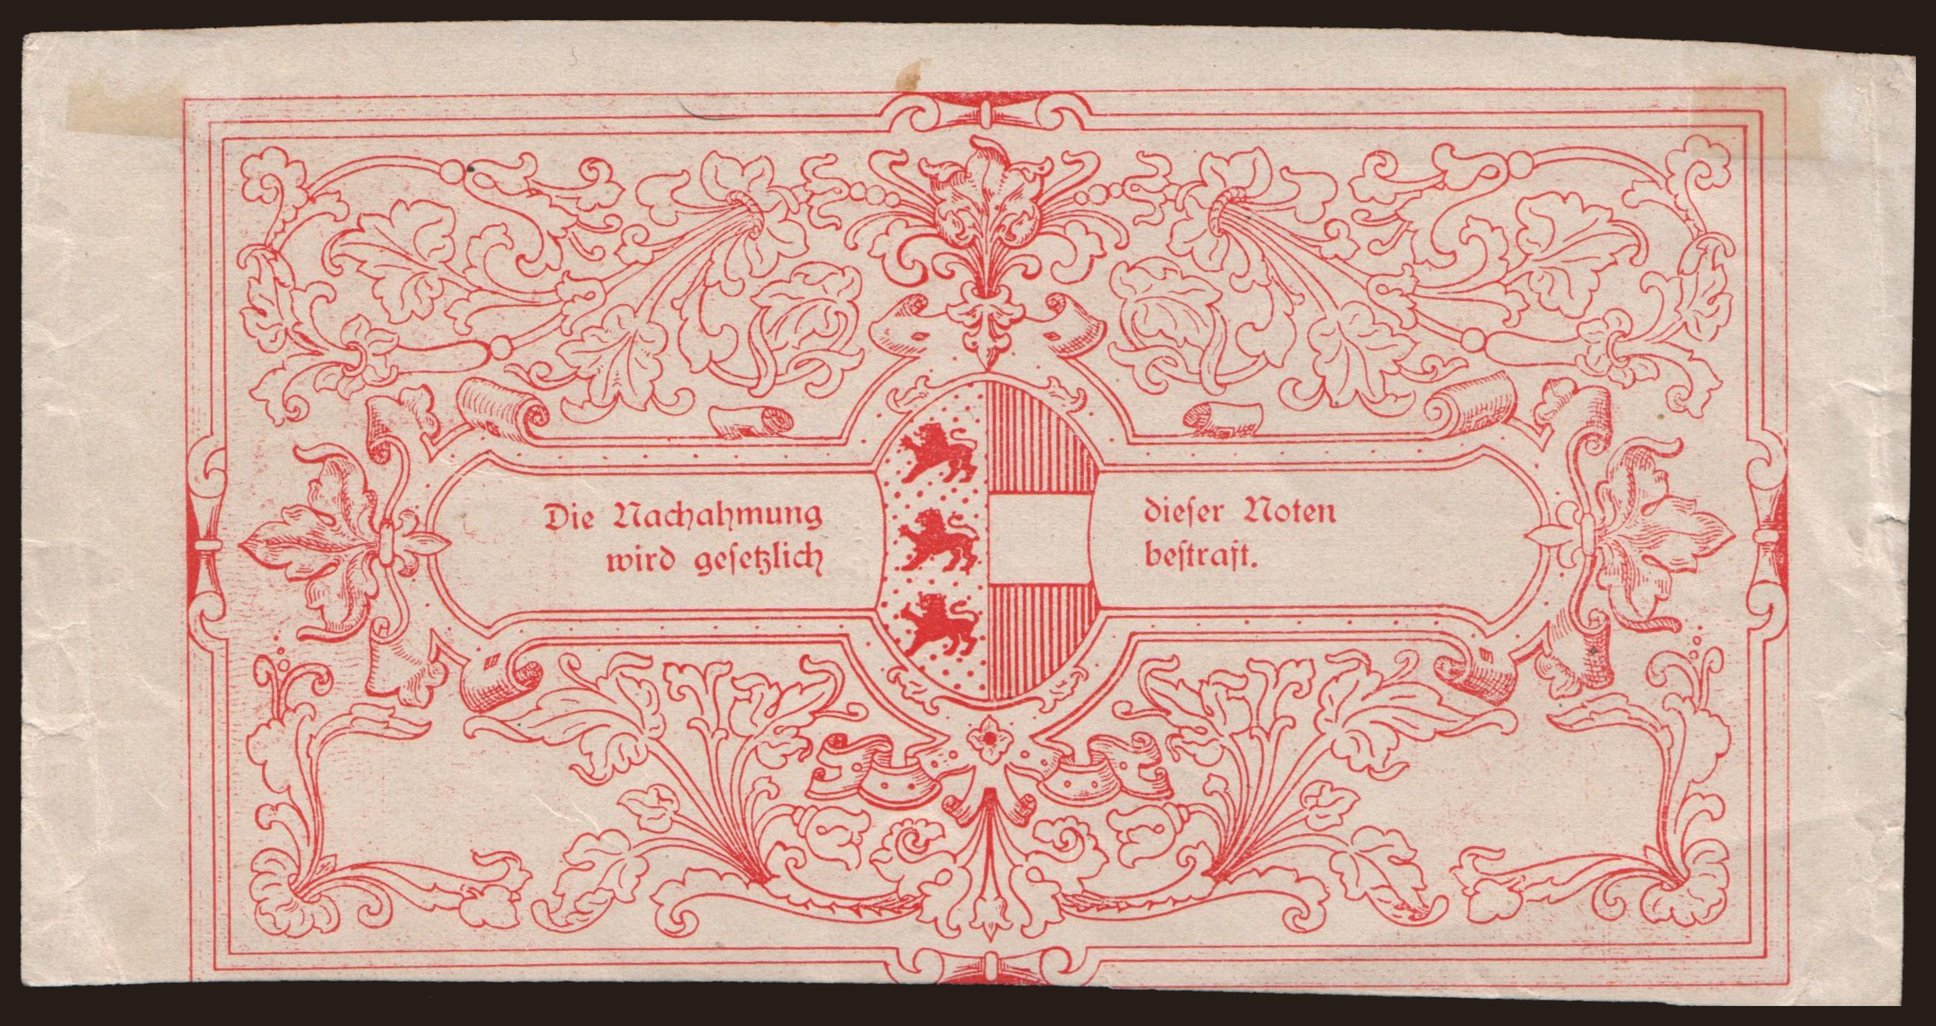 Die Nachahmung dieser Noten
wird gesetzlich bestraft.